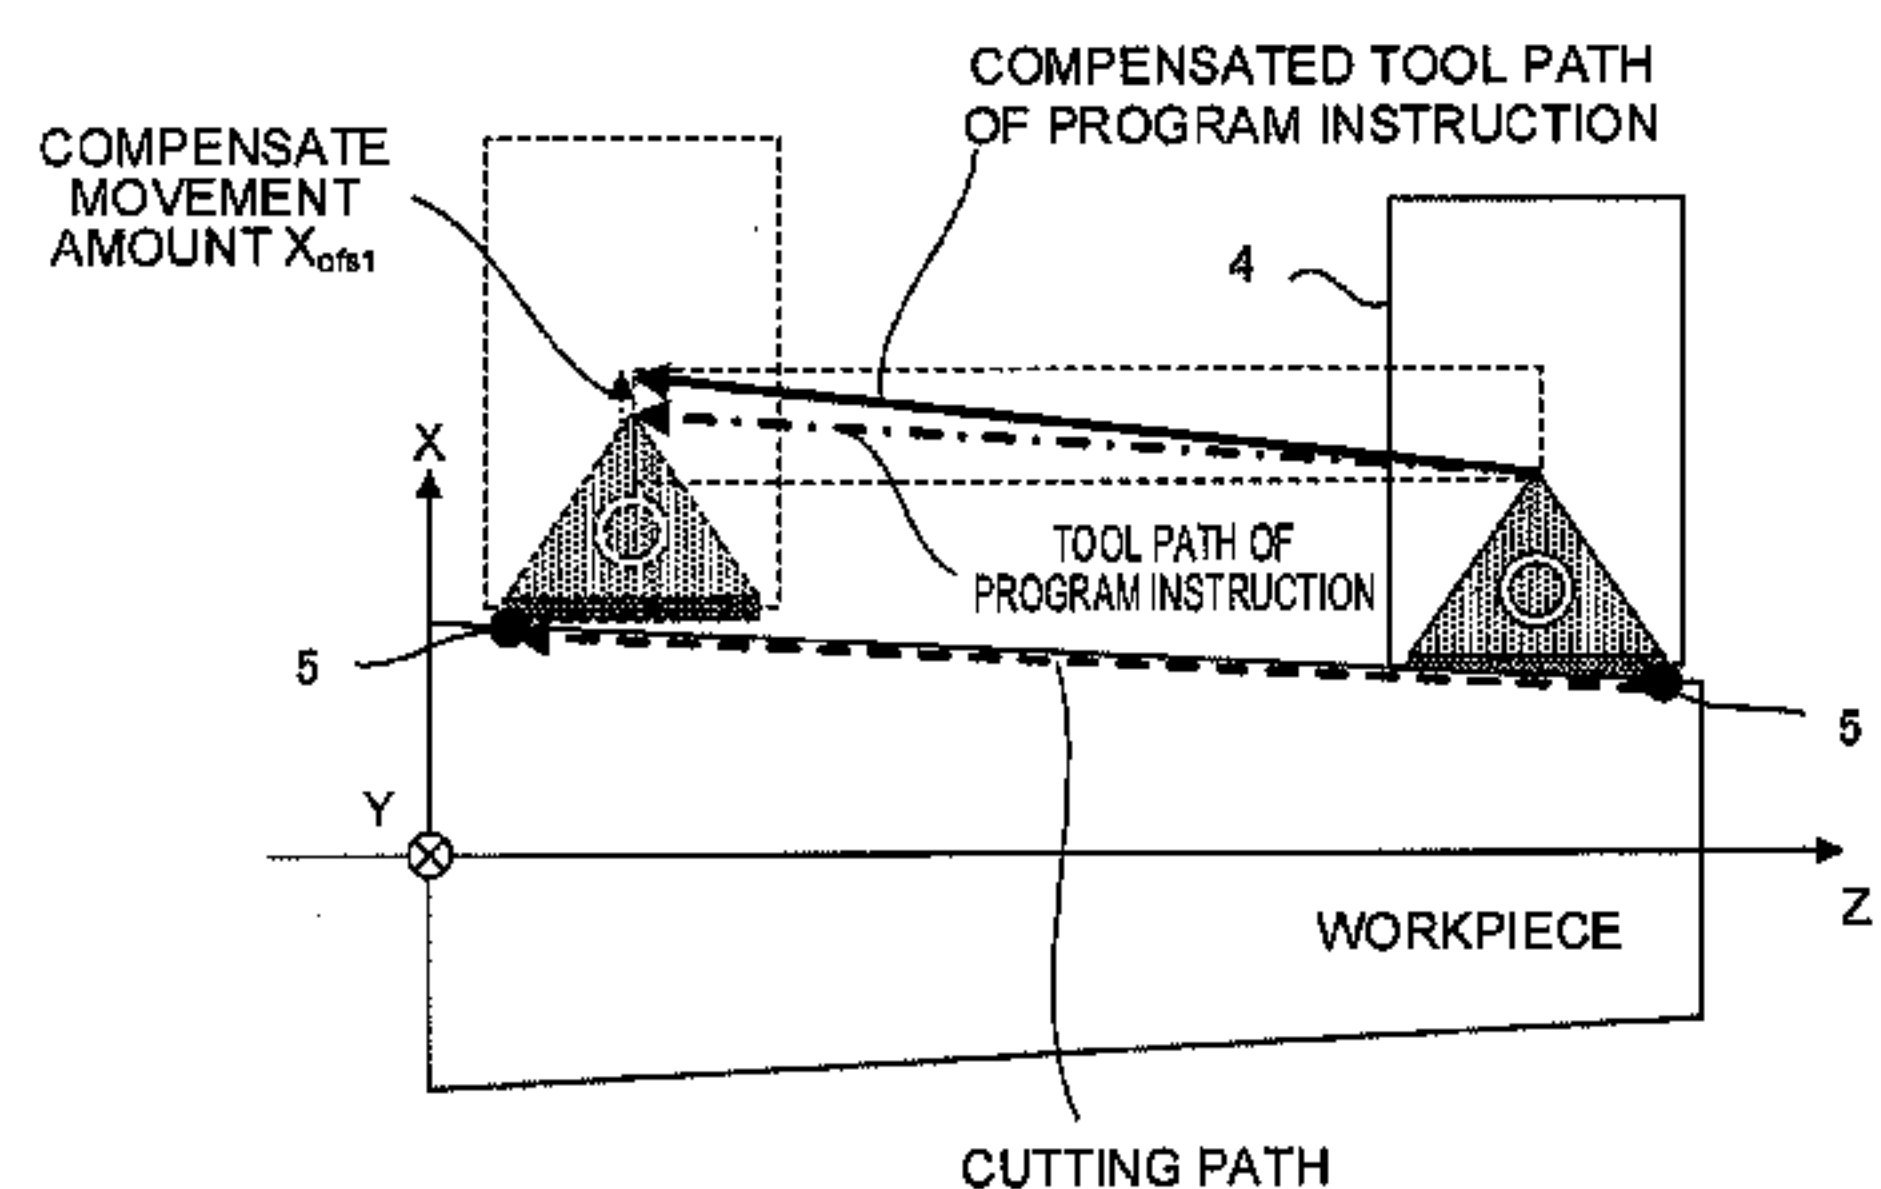 COMPENSATED TOOL PATH
OF PROGRAM INSTRUCTION
COMPENSATE
MOVEMENT
AMOUNT Xofs1
4
X
TOOL PATH OF
PROGRAM INSTRUCTION
5
5
Y
Z
WORKPIECE
CUTTING PATH